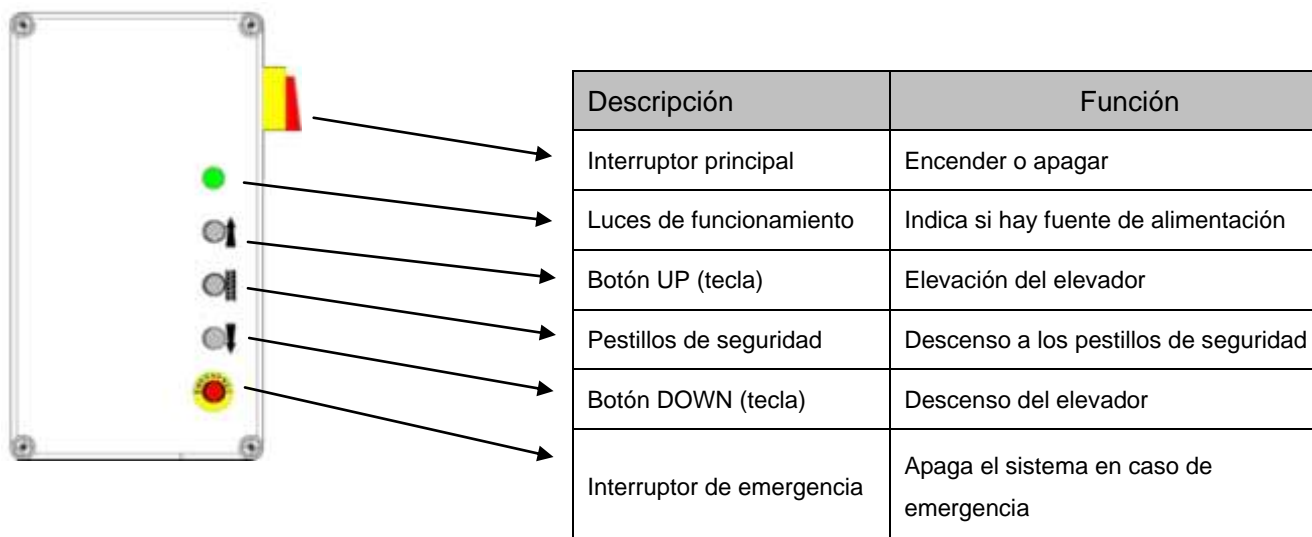 Descripción Función
Interruptor principal Encender o apagar
Luces de funcionamiento Indica si hay fuente de alimentación
Botón UP (tecla) Elevación del elevador
Pestillos de seguridad Descenso a los pestillos de seguridad
Botón DOWN (tecla) Descenso del elevador
Interruptor de emergencia Apaga el sistema en caso de
emergencia